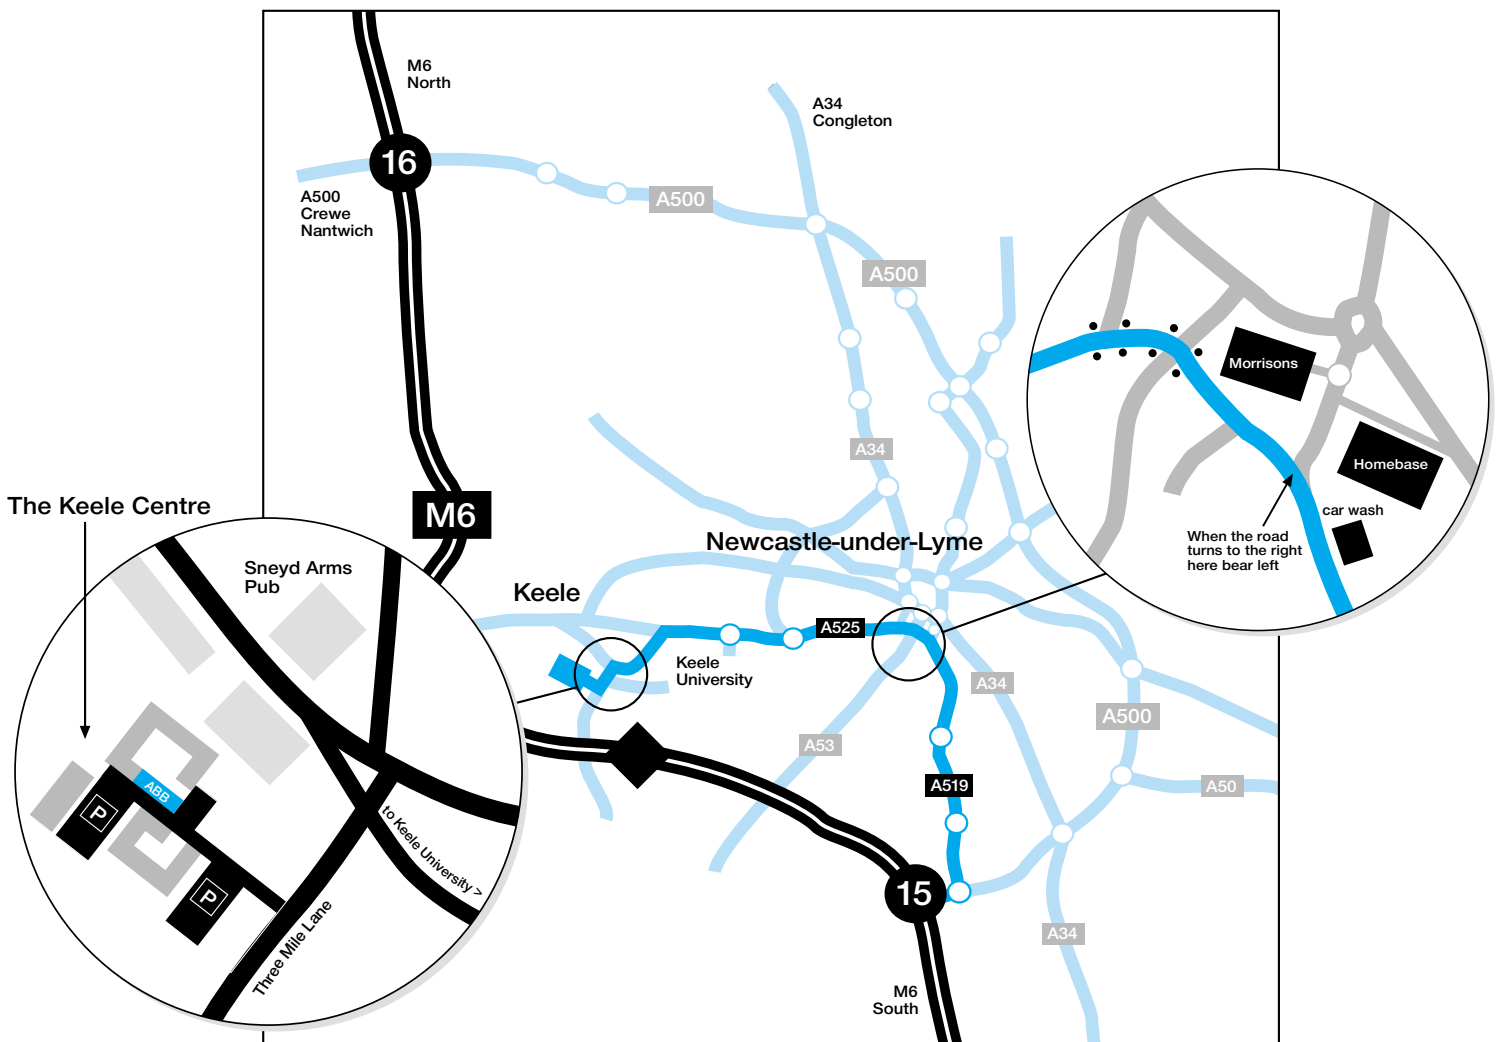 M6
North
A34
Congleton
16
A500
Crewe
Nantwich
A500
A500
Morrisons
A34
Homebase
The Keele Centre
M6
car wash
When the road
turns to the right
here bear left
Newcastle-under-Lyme
Sneyd Arms
Pub
Keele
A525
Keele
University
A34
A500
A53
A519
A50
ABB
P
to Keele University >
P
Three Mile Lane
15
A34
M6
South